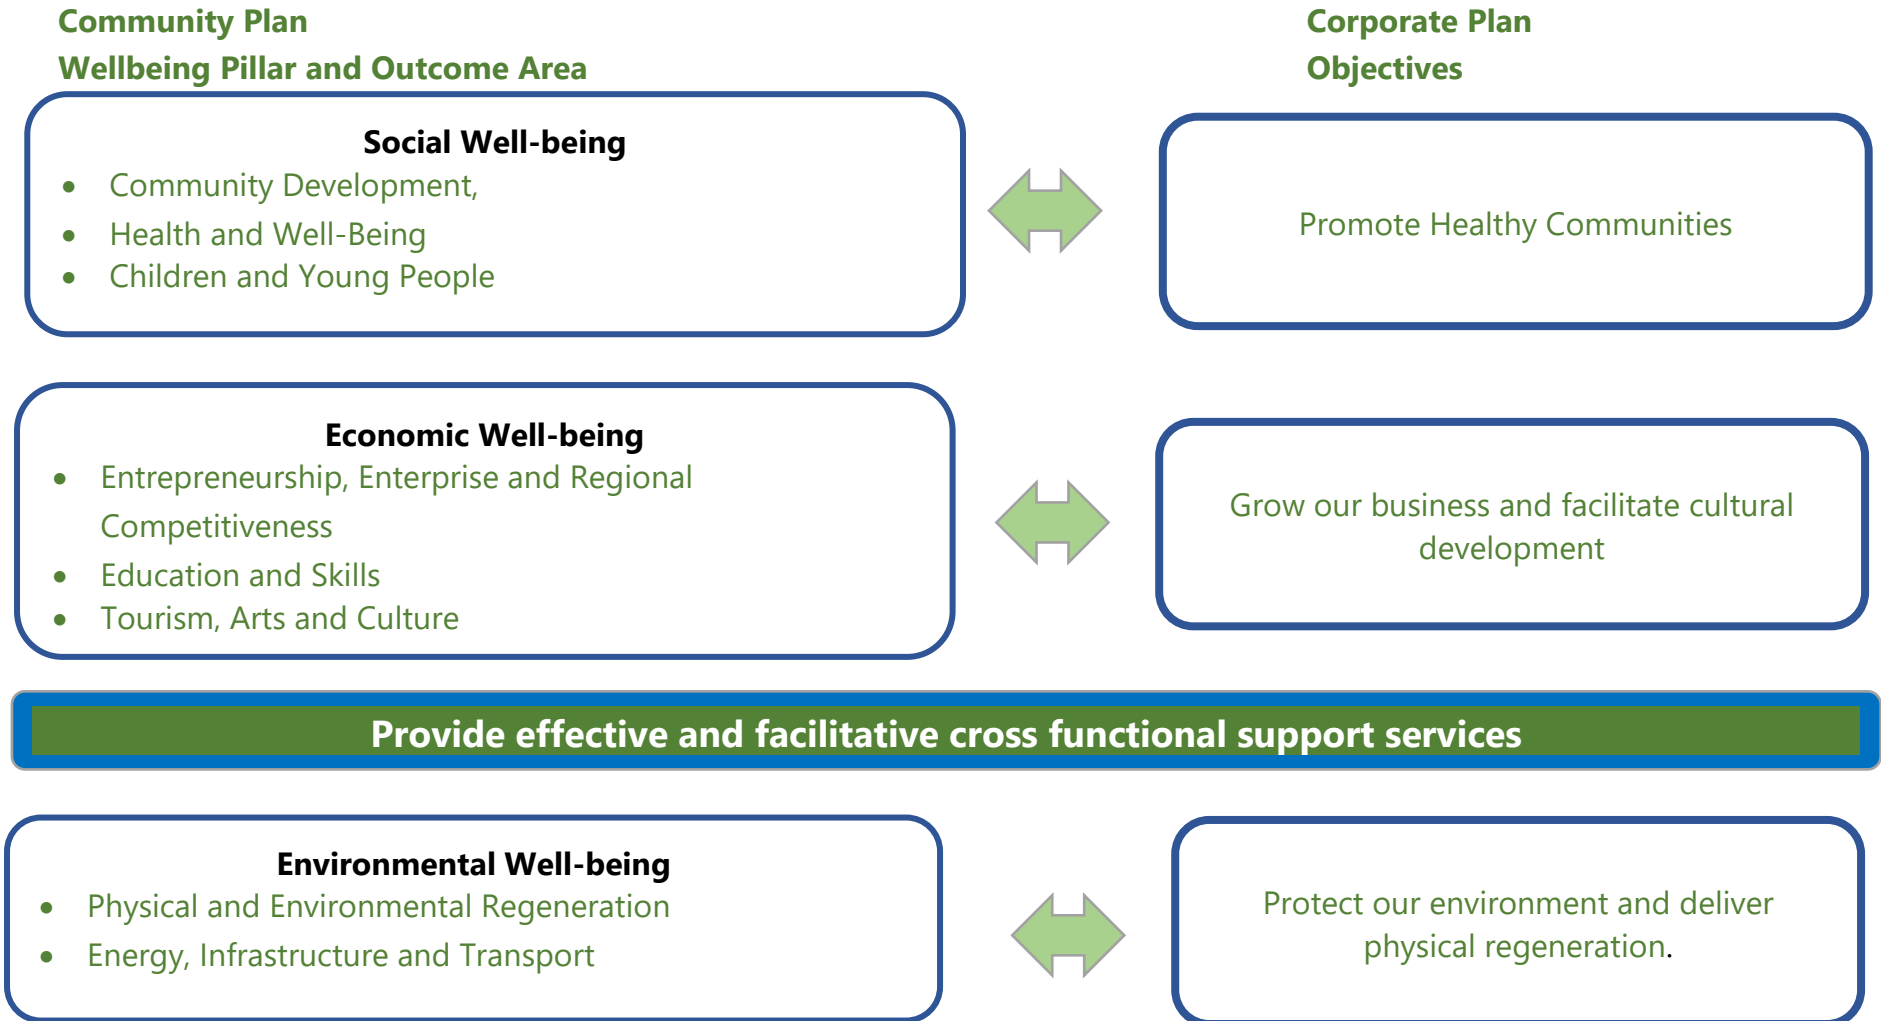 Community Plan
Wellbeing Pillar and Outcome Area
Corporate Plan
Objectives
Social Well-being
• Community Development,
• Health and Well-Being
• Children and Young People
Promote Healthy Communities
Economic Well-being
• Entrepreneurship, Enterprise and Regional
Competitiveness
• Education and Skills
• Tourism, Arts and Culture
Grow our business and facilitate cultural
development
Provide effective and facilitative cross functional support services
Environmental Well-being
• Physical and Environmental Regeneration
• Energy, Infrastructure and Transport
Protect our environment and deliver
physical regeneration.